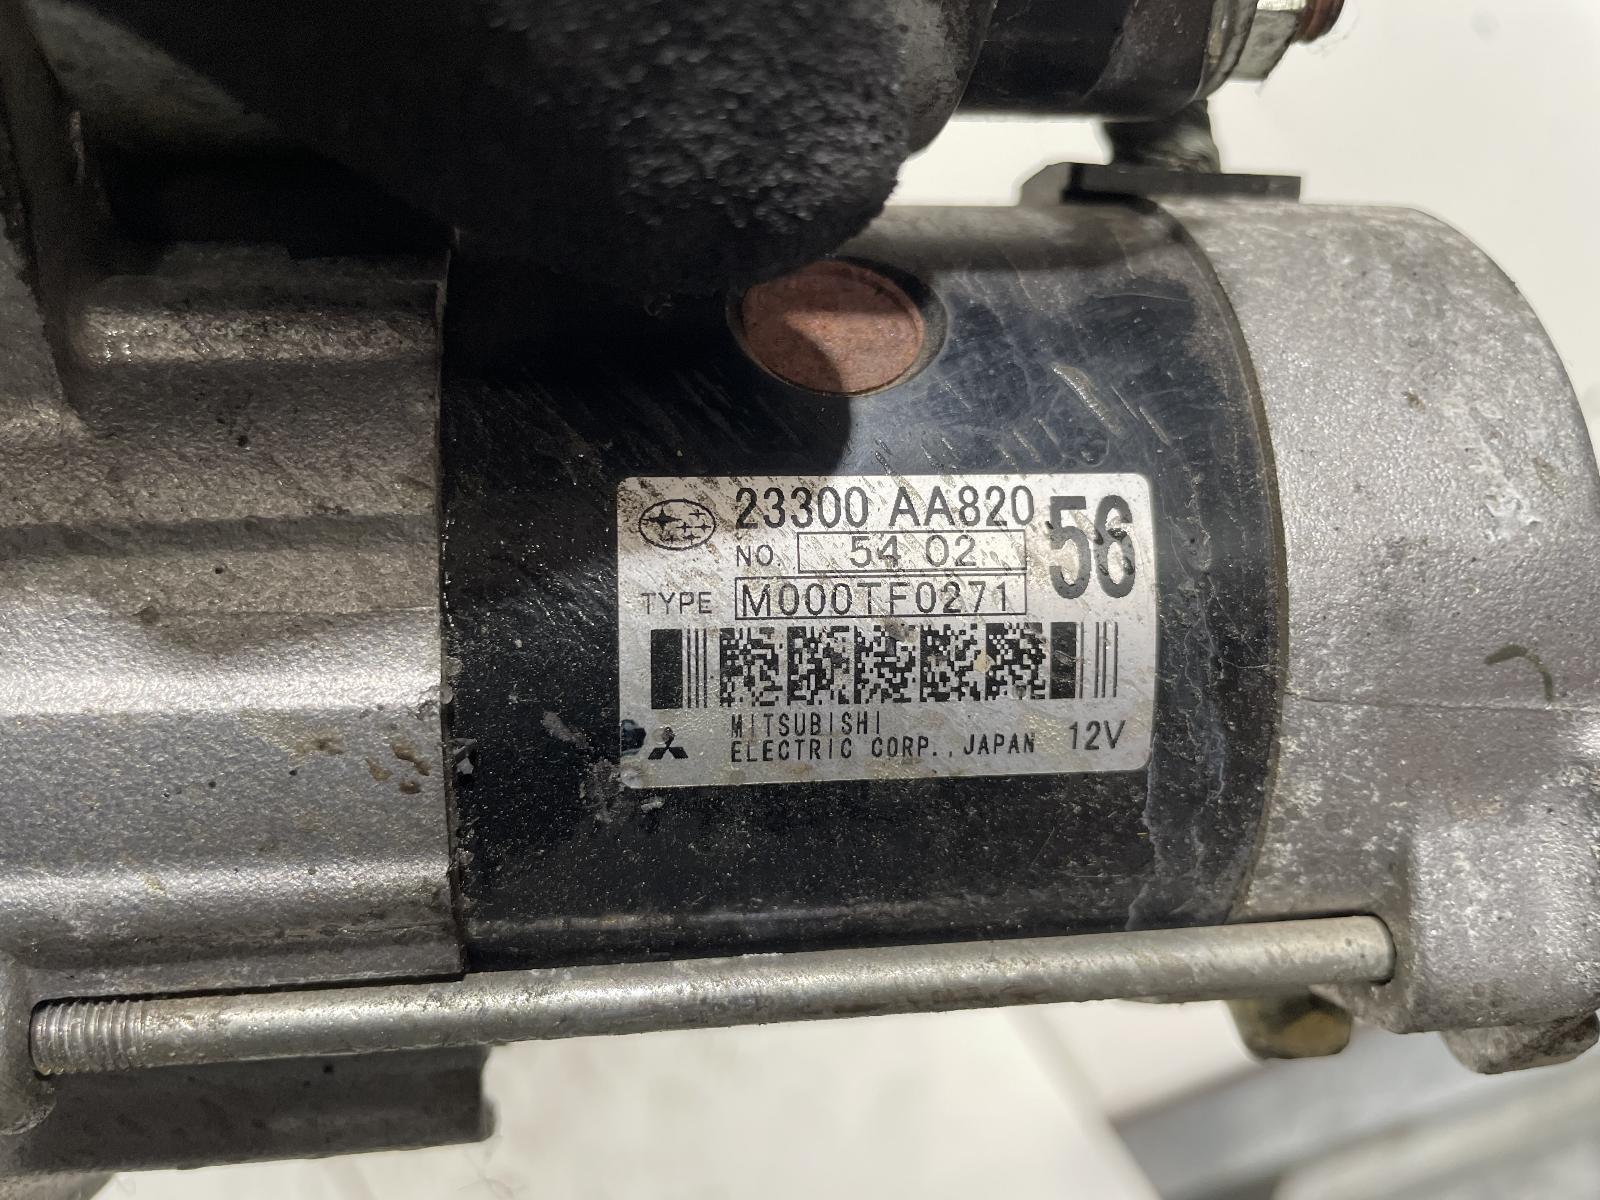 23300 AA820
56
NO. 54 02
TYPE M000TF0271
MITSUBISHI
ELECTRIC CORP., JAPAN 12V